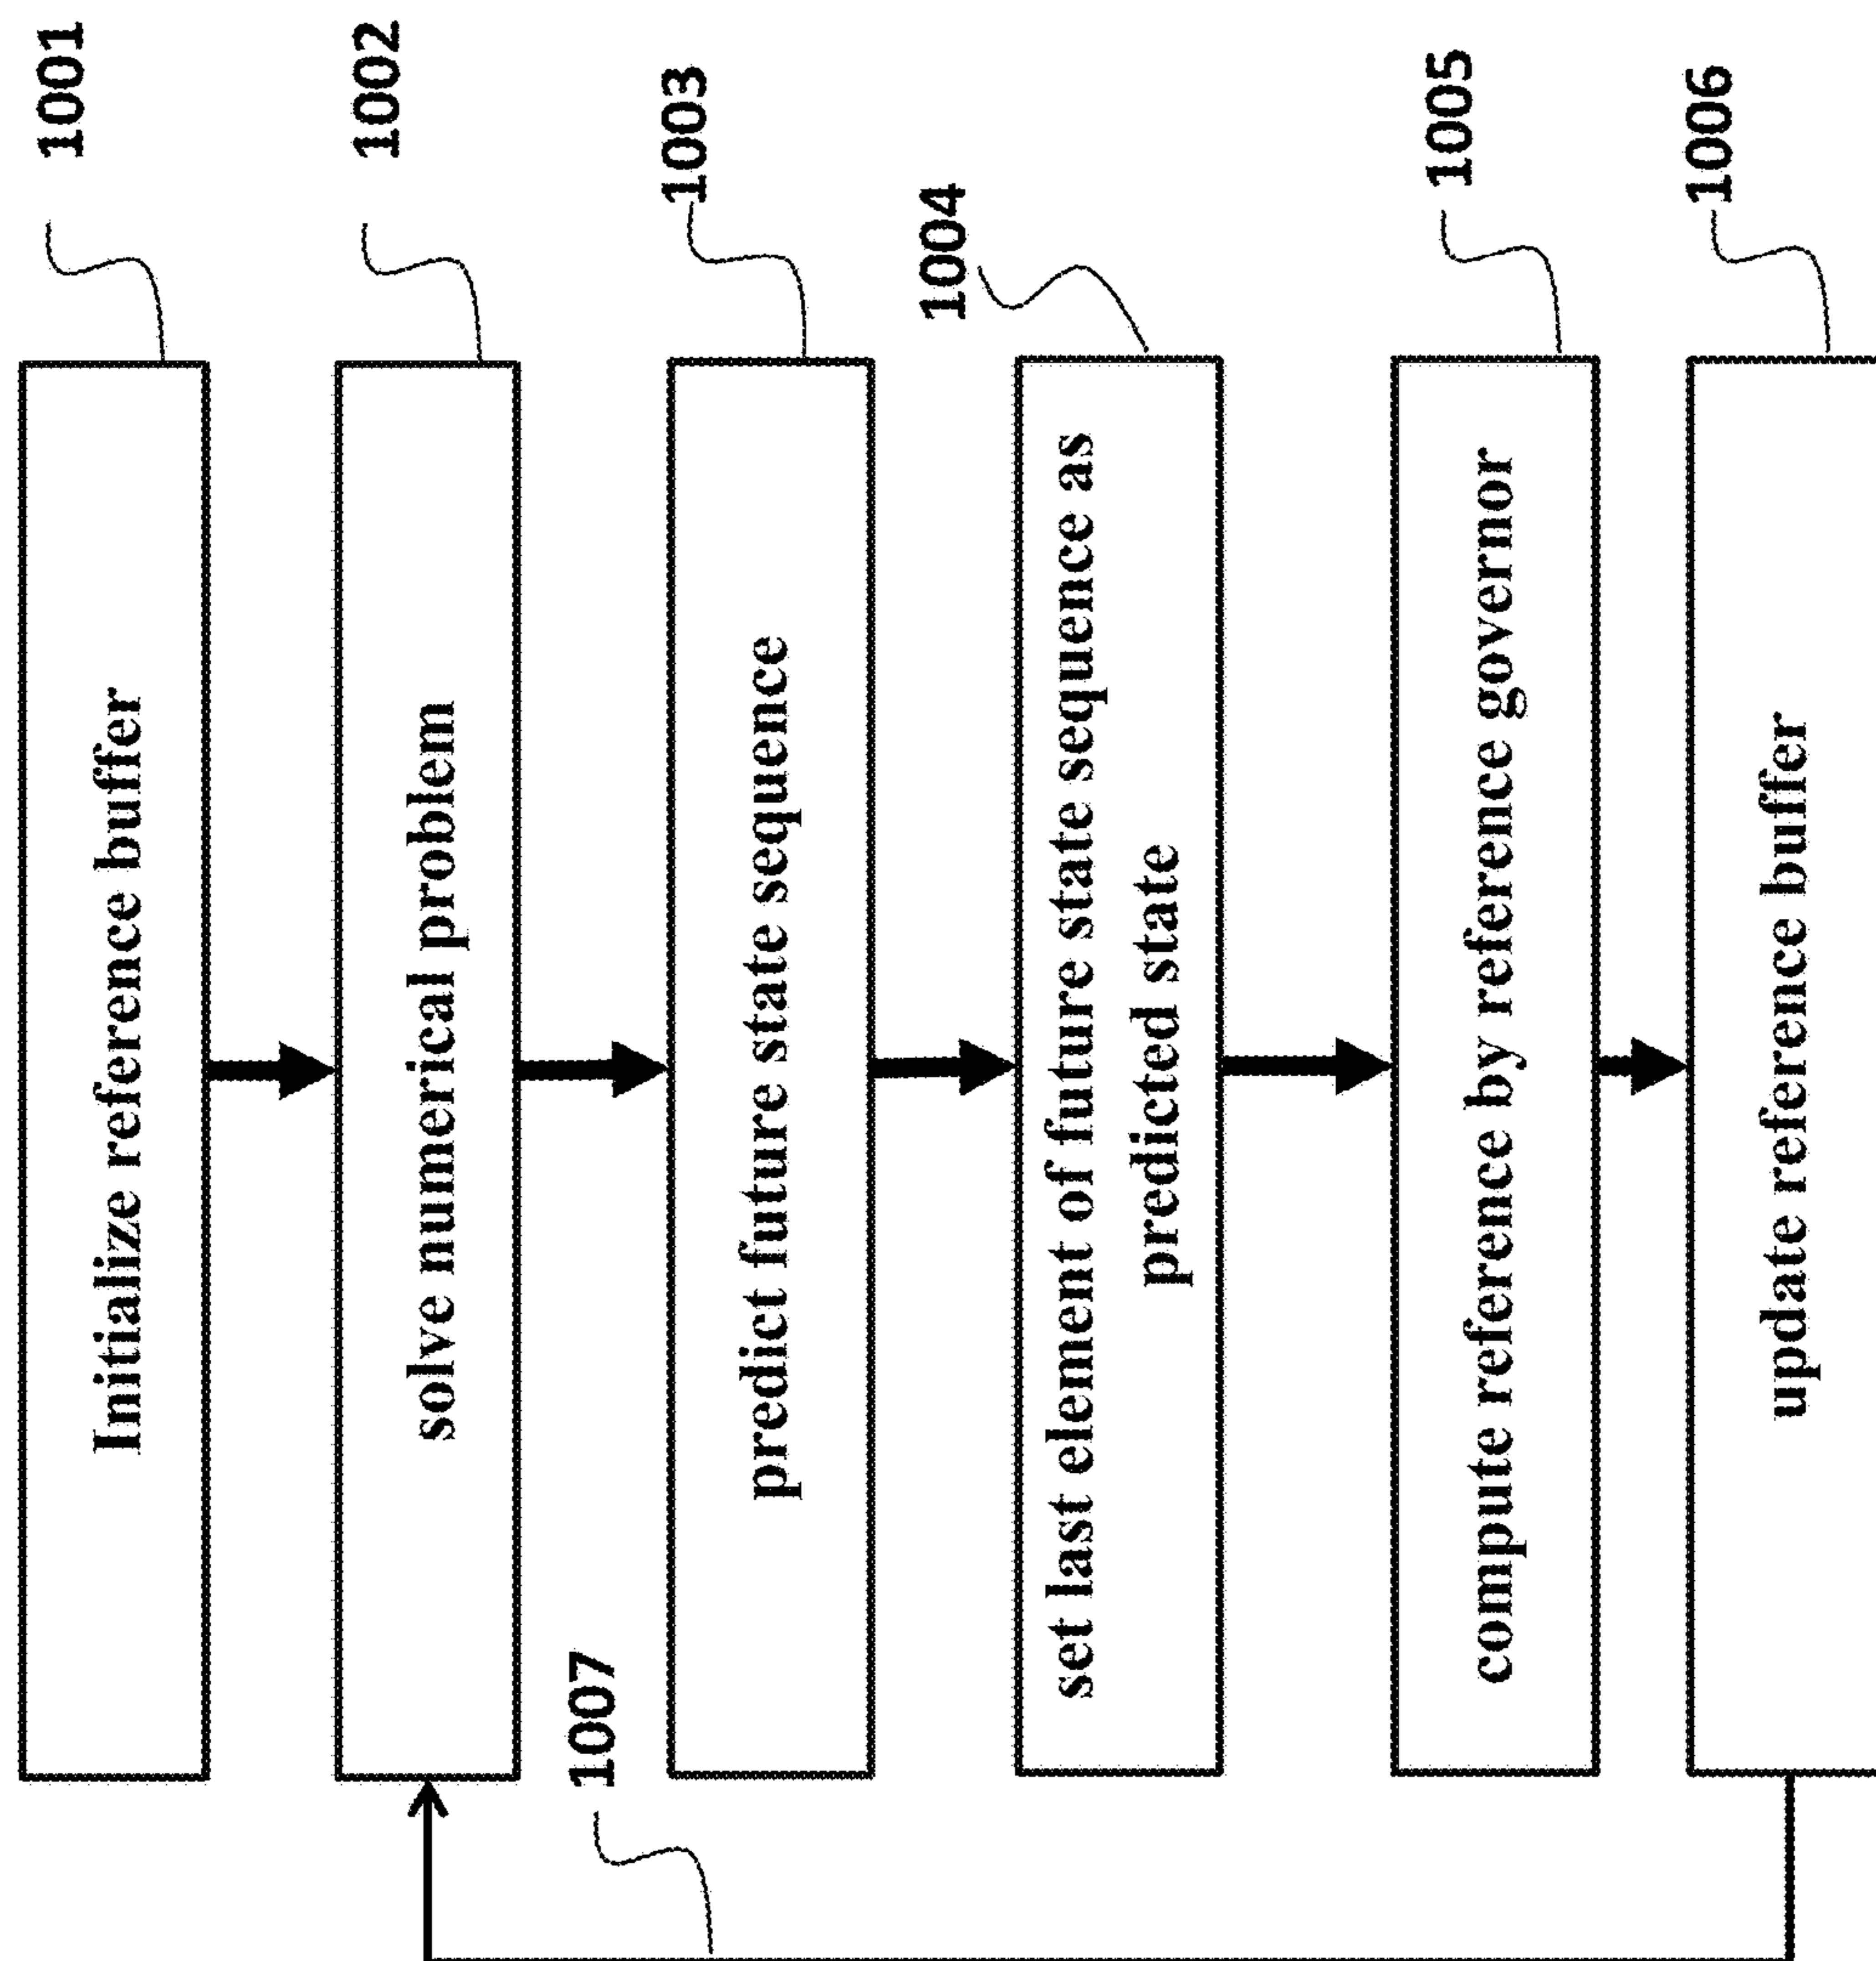 1001
Initialize reference buffer
1002
solve numerical problem
1003
predict future state sequence
1004
set last element of future state sequence as
predicted state
1005
compute reference by reference governor
1006
update reference buffer
1007